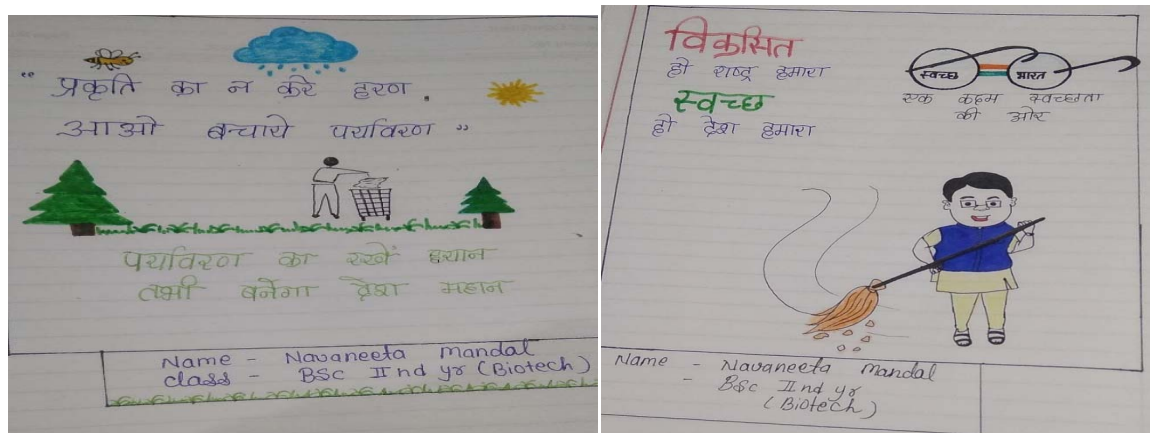 “ प्रकृति का न करे हरण
आओ बचाये पर्यावरण ”
पर्यावरण का रखें ध्यान
तभी बनेगा देश महान
Name - Navaneeta Mandal
class - BSc IInd yr (Biotech)
विकसित
हो राष्ट्र हमारा
स्वच्छ
हो देश हमारा
स्वच्छ भारत
एक कदम स्वच्छता
की ओर
Name - Navaneeta Mandal
- BSc IInd yr
(Biotech)